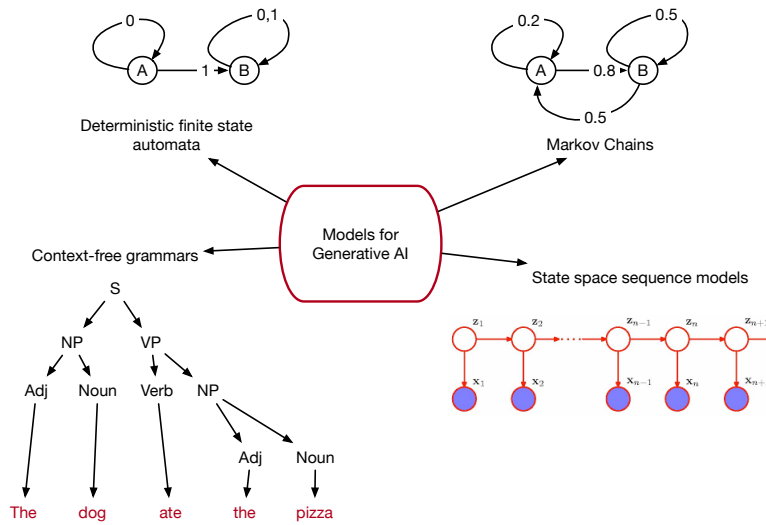 0
0,1
A
1
B
Deterministic finite state
automata
0.2
0.5
A
0.8
B
0.5
Markov Chains
Models for
Generative AI
Context-free grammars
S
NP VP
Adj Noun Verb NP
Adj Noun
The dog ate the pizza
State space sequence models
z₁ z₂ zₙ₋₁ zₙ zₙ₊₁
x₁ x₂ xₙ₋₁ xₙ